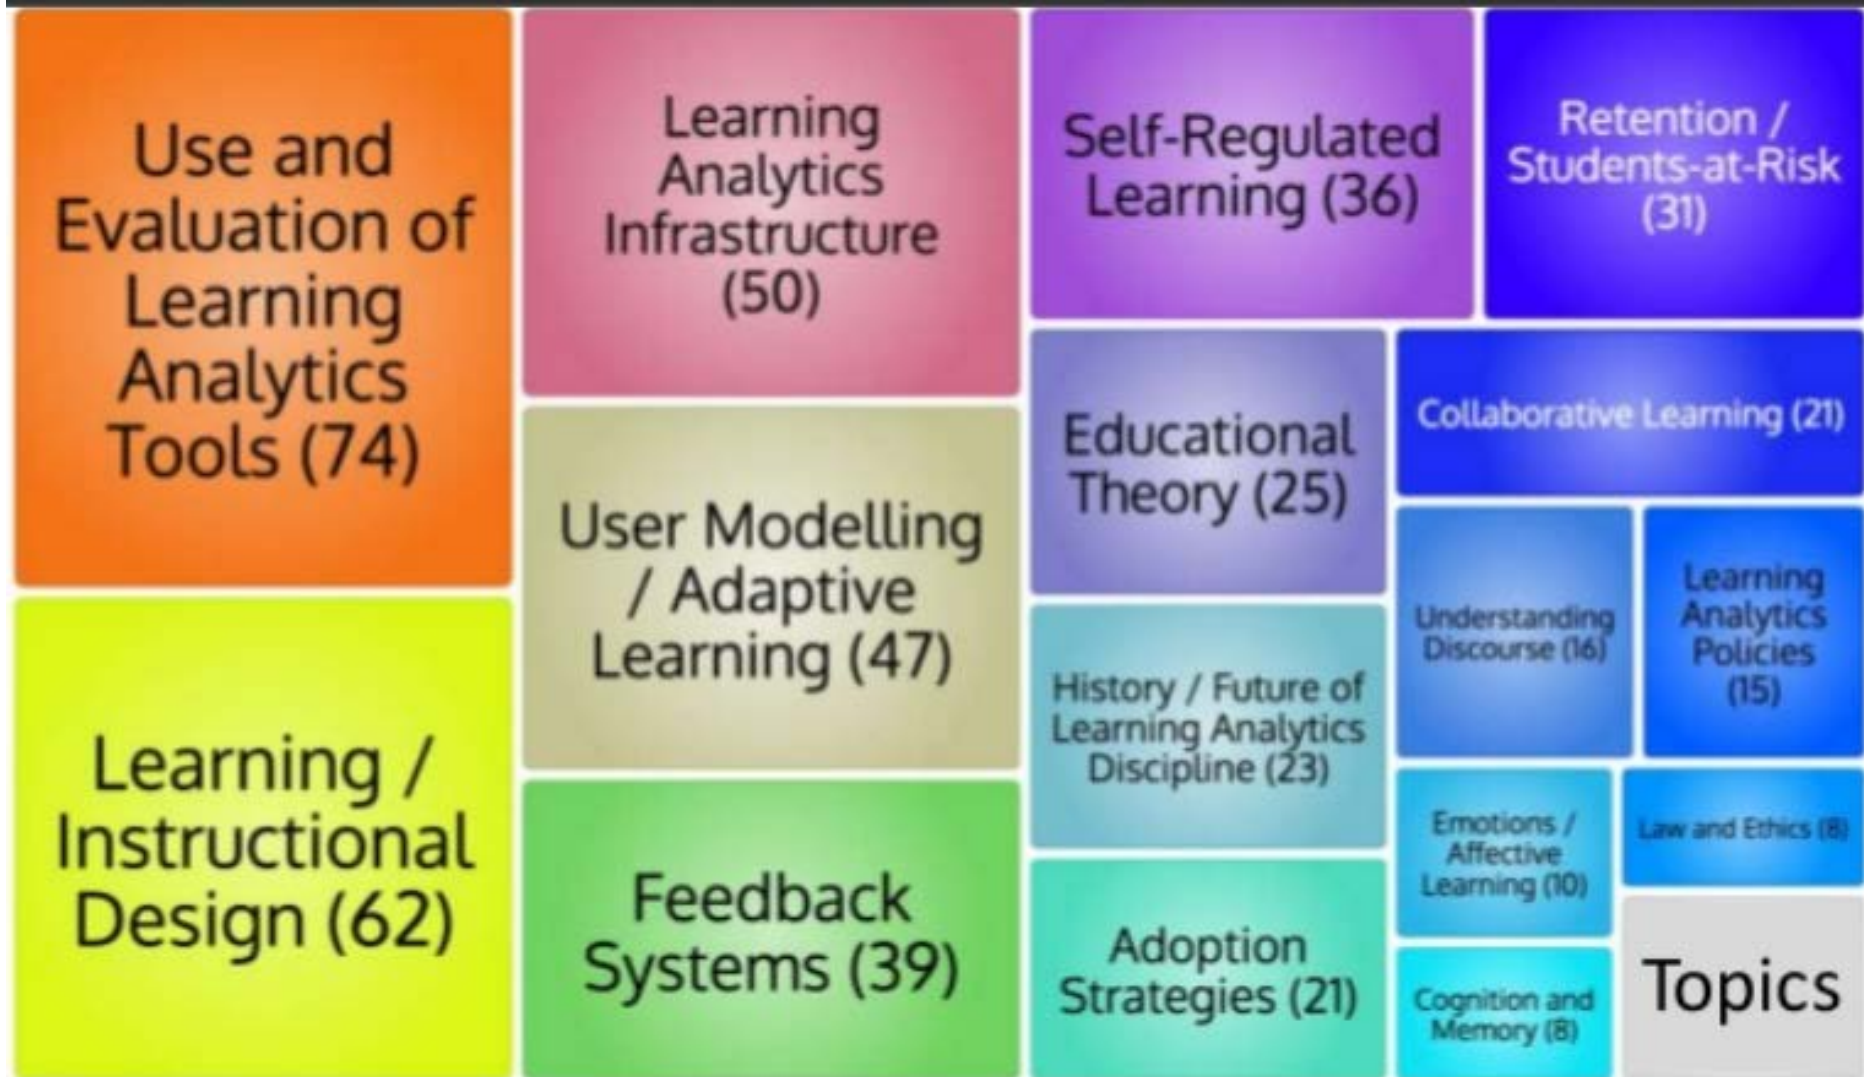 Use and
Evaluation of
Learning
Analytics
Tools (74)
Learning /
Instructional
Design (62)
Learning
Analytics
Infrastructure
(50)
User Modelling
/ Adaptive
Learning (47)
Feedback
Systems (39)
Self-Regulated
Learning (36)
Retention /
Students-at-Risk
(31)
Educational
Theory (25)
Collaborative Learning (21)
History / Future of
Learning Analytics
Discipline (23)
Adoption
Strategies (21)
Understanding
Discourse (16)
Learning
Analytics
Policies
(15)
Emotions /
Affective
Learning (10)
Law and Ethics (8)
Cognition and
Memory (8)
Topics